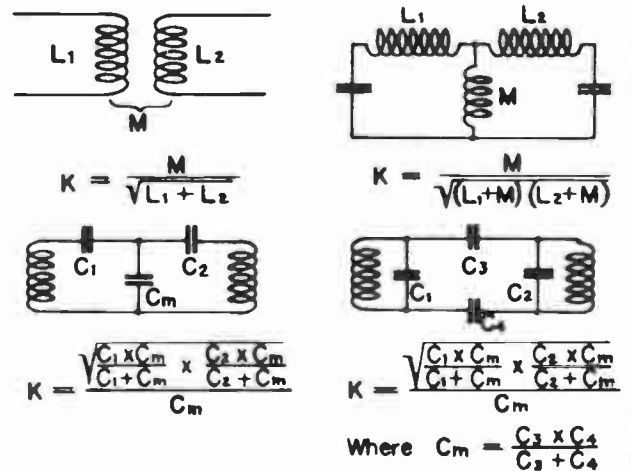 L₁ L₂
M
K = M / √(L₁ + L₂)
L₁ L₂
M
K = M / √((L₁+M) (L₂+M))
C₁ C₂
Cm
K = √((C₁ x Cm)/(C₁ + Cm) x (C₂ x Cm)/(C₂ + Cm)) / Cm
C₃
C₁ C₂
K = √((C₁ x Cm)/(C₁ + Cm) x (C₂ x Cm)/(C₂ + Cm)) / Cm
Where Cm = (C₃ x C₄)/(C₃ + C₄)